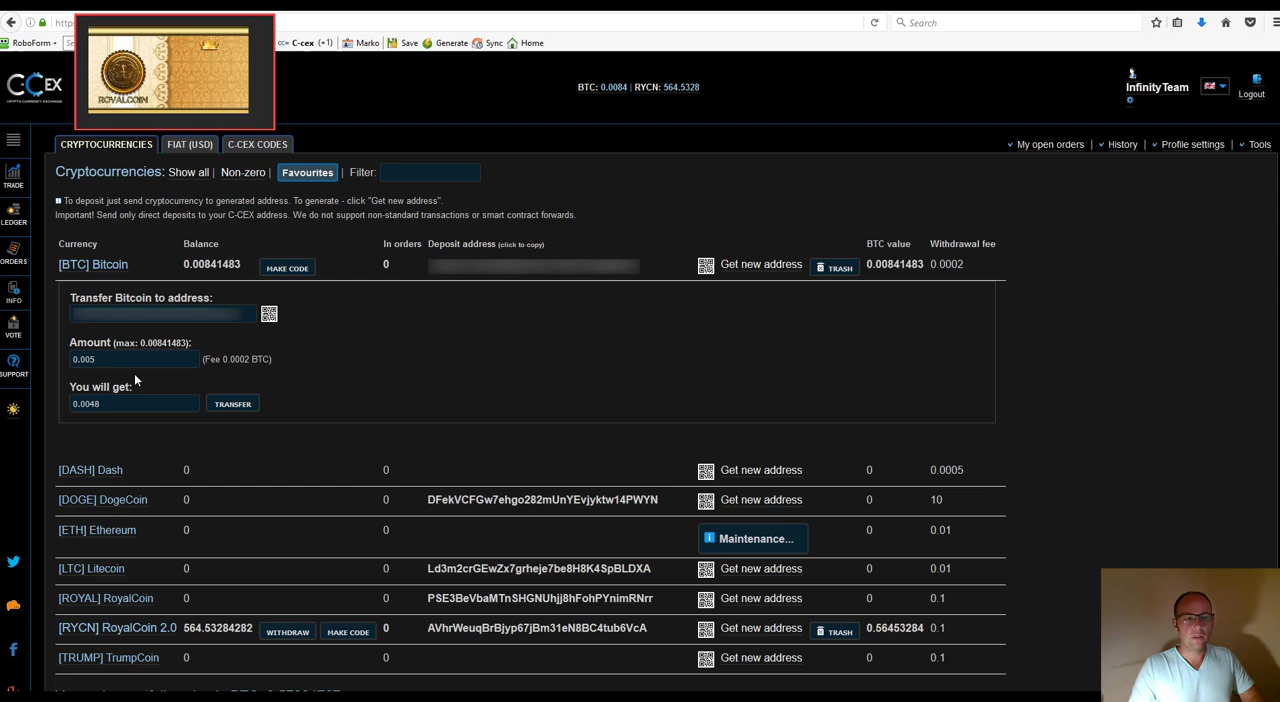 https
Search
RoboForm
C-cex (+1)
Marko
Save
Generate
Sync
Home
ROYALCOIN
C-CEX
CRYPTO-CURRENCY EXCHANGE
BTC: 0.0084 | RYCN: 564.5328
InfinityTeam
Logout
CRYPTOCURRENCIES
FIAT (USD)
C-CEX CODES
My open orders | History | Profile settings | Tools
Cryptocurrencies: Show all | Non-zero | Favourites | Filter:
To deposit just send cryptocurrency to generated address. To generate - click "Get new address".
Important! Send only direct deposits to your C-CEX address. We do not support non-standard transactions or smart contract forwards.
Currency Balance In orders Deposit address (click to copy) BTC value Withdrawal fee
[BTC] Bitcoin 0.00841483 MAKE CODE 0 Get new address TRASH 0.00841483 0.0002
Transfer Bitcoin to address:
Amount (max: 0.00841483):
0.005 (Fee 0.0002 BTC)
You will get:
0.0048 TRANSFER
[DASH] Dash 0 0 Get new address 0 0.0005
[DOGE] DogeCoin 0 0 DFekVCFGw7ehgo282mUnYEvjyktw14PWYN Get new address 0 10
[ETH] Ethereum 0 0 Maintenance... 0 0.01
[LTC] Litecoin 0 0 Ld3m2crGEwZx7grheje7be8H8K4SpBLDXA Get new address 0 0.01
[ROYAL] RoyalCoin 0 0 PSE3BeVbaMTnSHGNUhjj8hFohPYnimRNrr Get new address 0 0.1
[RYCN] RoyalCoin 2.0 564.53284282 WITHDRAW MAKE CODE 0 AVhrWeuqBrBjyp67jBm31eN8BC4tub6VcA Get new address TRASH 0.56453284 0.1
[TRUMP] TrumpCoin 0 0 Get new address 0 0.1
TRADE
LEDGER
ORDERS
INFO
VOTE
SUPPORT